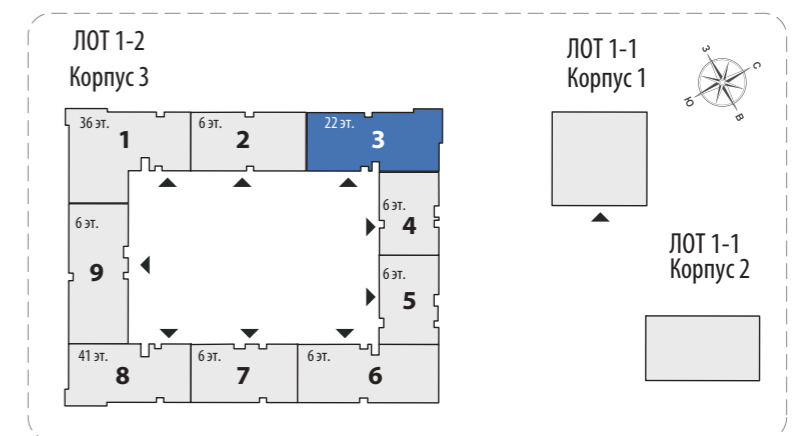 ЛОТ 1-2
Корпус 3
ЛОТ 1-1
Корпус 1
З
С
Ю
В
36 эт.
1
6 эт.
2
22 эт.
3
6 эт.
4
6 эт.
9
6 эт.
5
ЛОТ 1-1
Корпус 2
41 эт.
8
6 эт.
7
6 эт.
6